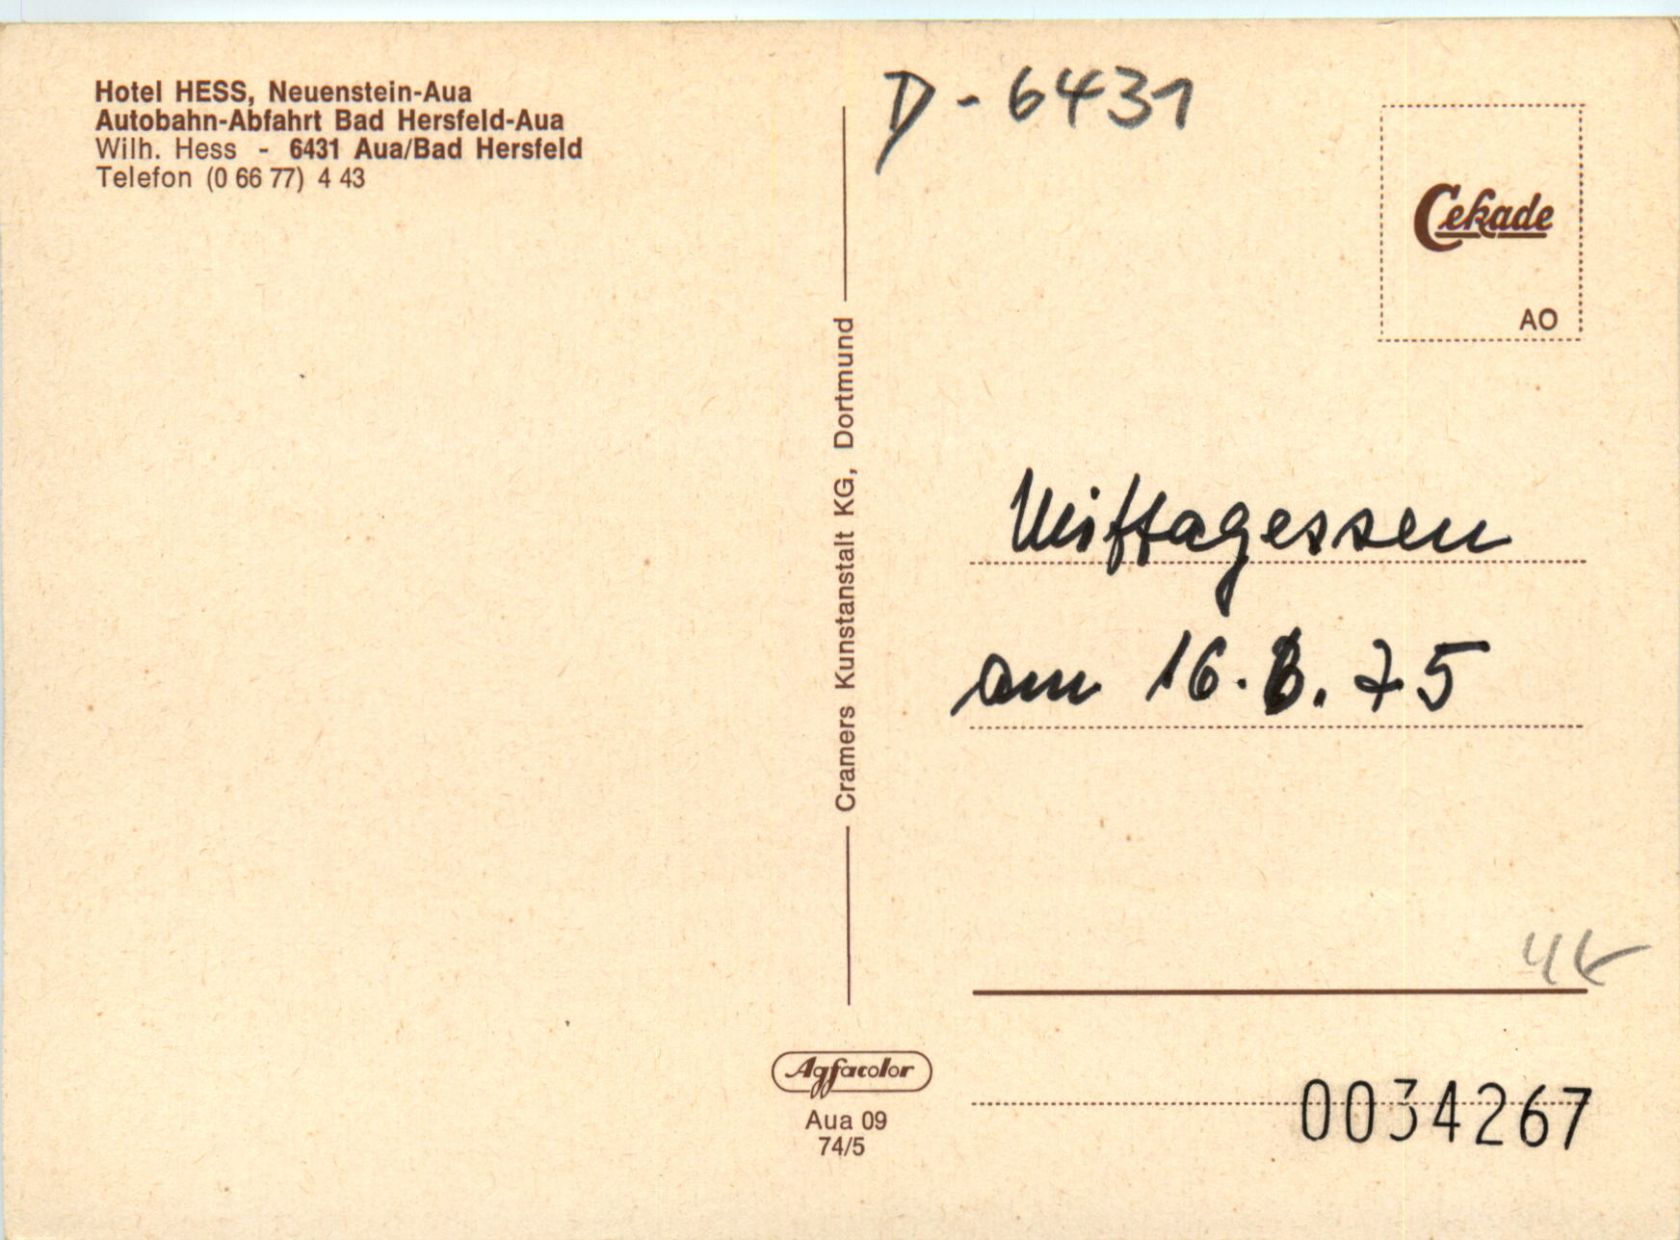 Hotel HESS, Neuenstein-Aua
Autobahn-Abfahrt Bad Hersfeld-Aua
Wilh. Hess - 6431 Aua/Bad Hersfeld
Telefon (0 66 77) 4 43
Cramers Kunstanstalt KG, Dortmund
Agfacolor
Aua 09
74/5
D-6431
Cekade
AO
Mittagessen
am 16.8.75
0034267